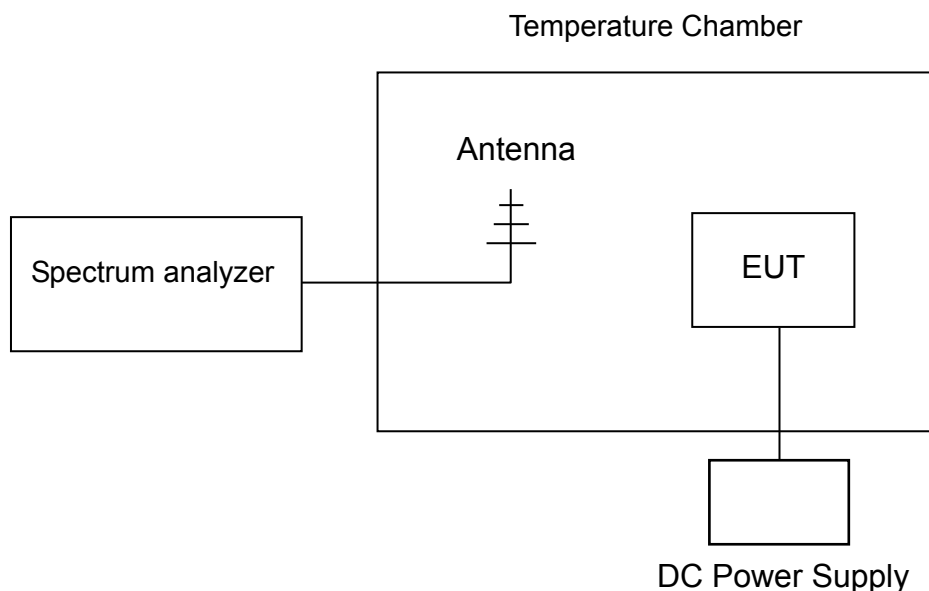 Temperature Chamber
Antenna
Spectrum analyzer
EUT
DC Power Supply